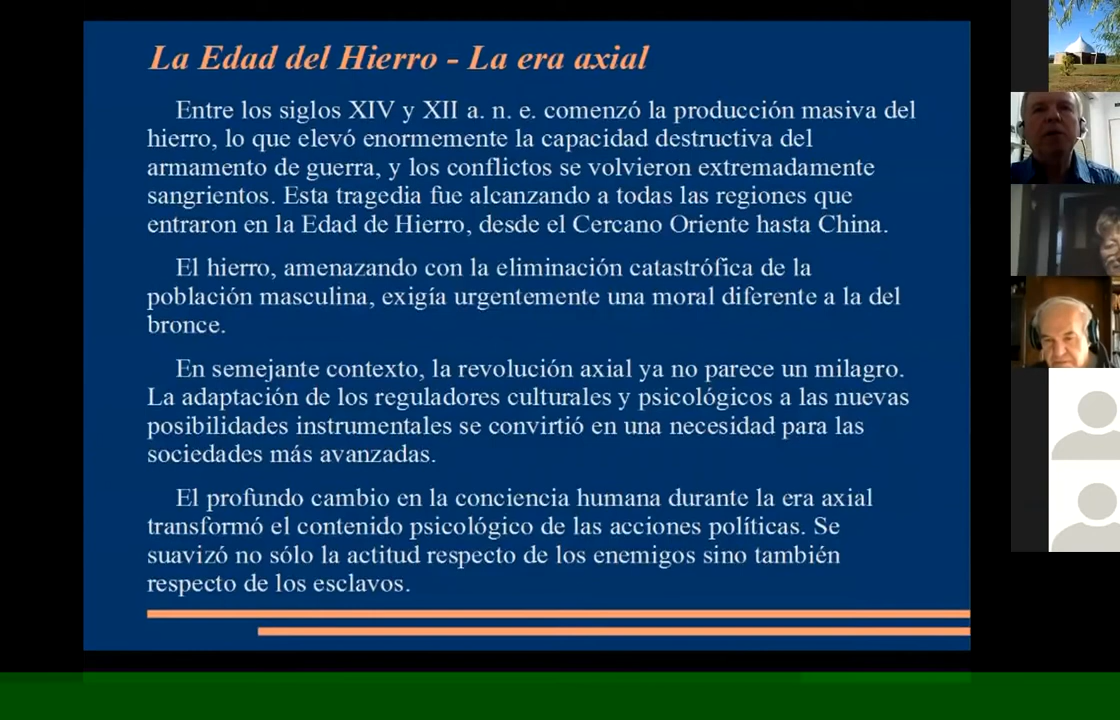 La Edad del Hierro - La era axial
Entre los siglos XIV y XII a. n. e. comenzó la producción masiva del
hierro, lo que elevó enormemente la capacidad destructiva del
armamento de guerra, y los conflictos se volvieron extremadamente
sangrientos. Esta tragedia fue alcanzando a todas las regiones que
entraron en la Edad de Hierro, desde el Cercano Oriente hasta China.
El hierro, amenazando con la eliminación catastrófica de la
población masculina, exigía urgentemente una moral diferente a la del
bronce.
En semejante contexto, la revolución axial ya no parece un milagro.
La adaptación de los reguladores culturales y psicológicos a las nuevas
posibilidades instrumentales se convirtió en una necesidad para las
sociedades más avanzadas.
El profundo cambio en la conciencia humana durante la era axial
transformó el contenido psicológico de las acciones políticas. Se
suavizó no sólo la actitud respecto de los enemigos sino también
respecto de los esclavos.